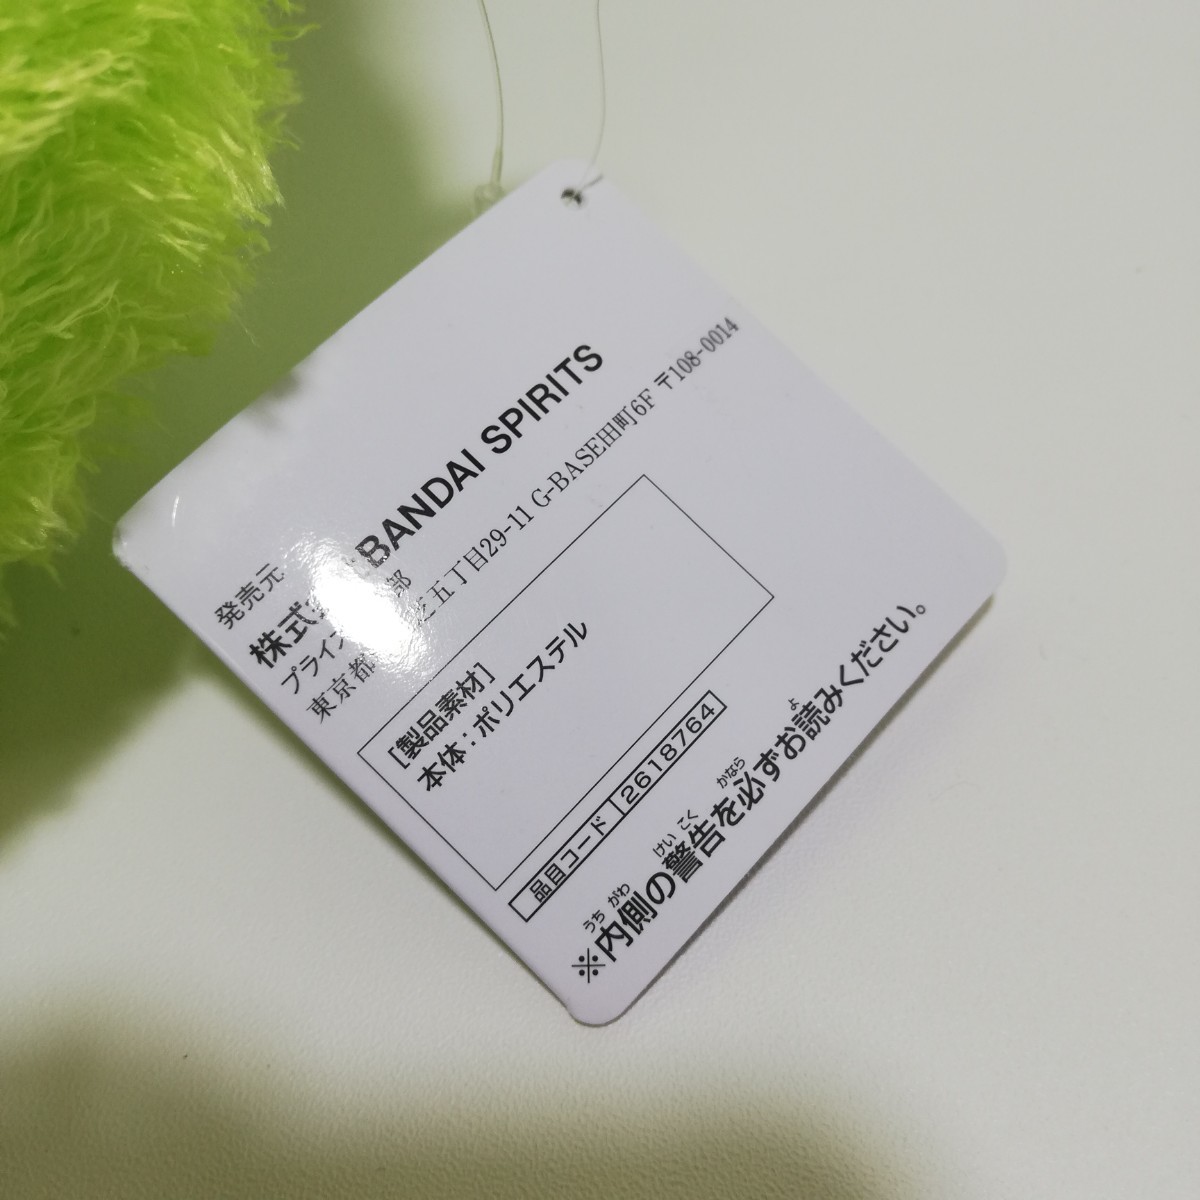 発売元
株式 BANDAI SPIRITS
プライ 部
東京都 芝五丁目29-11 G-BASE田町6F 〒108-0014
[製品素材]
本体：ポリエステル
品目コード 2618764
※内側の警告を必ずお読みください。